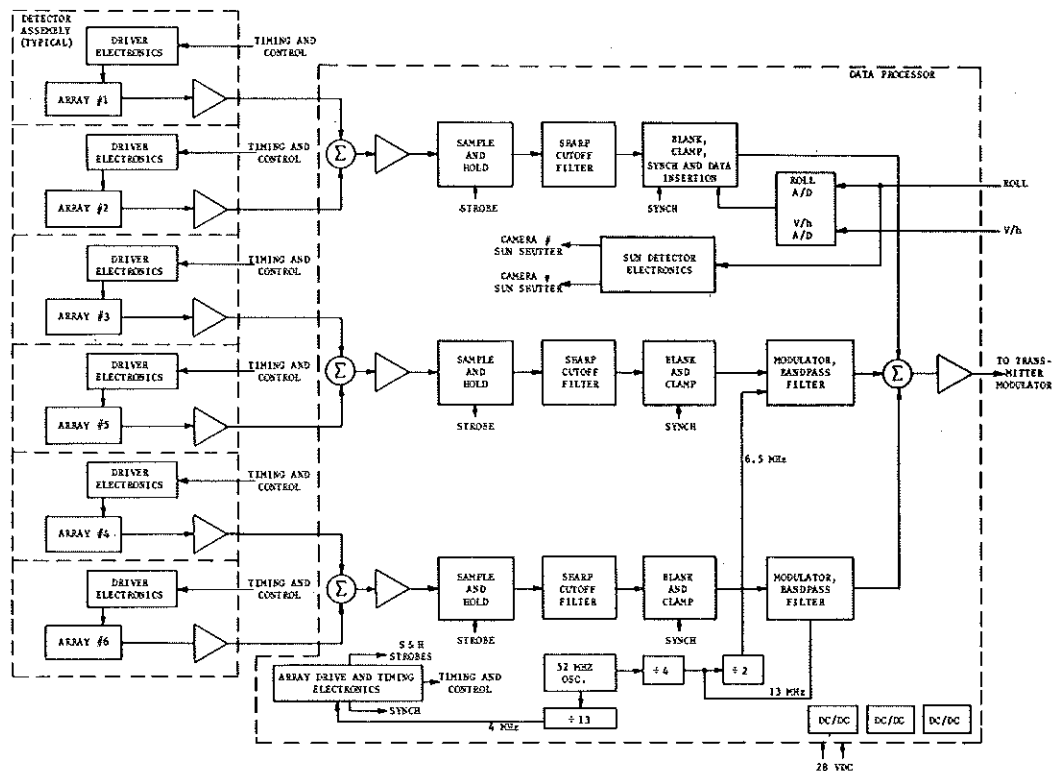 DETECTOR
ASSEMBLY
(TYPICAL)
DRIVER
ELECTRONICS
TIMING AND
CONTROL
ARRAY #1
DATA PROCESSOR
DRIVER
ELECTRONICS
TIMING AND
CONTROL
ARRAY #2
Σ
SAMPLE
AND
HOLD
STROBE
SHARP
CUTOFF
FILTER
BLANK,
CLAMP,
SYNCH AND DATA
INSERTION
SYNCH
ROLL
A/D
V/h
A/D
ROLL
V/h
CAMERA #
SUN SHUTTER
CAMERA #
SUN SHUTTER
SUN DETECTOR
ELECTRONICS
DRIVER
ELECTRONICS
TIMING AND
CONTROL
ARRAY #3
DRIVER
ELECTRONICS
TIMING AND
CONTROL
ARRAY #5
Σ
SAMPLE
AND
HOLD
STROBE
SHARP
CUTOFF
FILTER
BLANK
AND
CLAMP
SYNCH
MODULATOR,
BANDPASS
FILTER
Σ
TO TRANS-
MITTER
MODULATOR
6.5 MHz
DRIVER
ELECTRONICS
TIMING AND
CONTROL
ARRAY #4
DRIVER
ELECTRONICS
TIMING AND
CONTROL
ARRAY #6
Σ
SAMPLE
AND
HOLD
STROBE
SHARP
CUTOFF
FILTER
BLANK
AND
CLAMP
SYNCH
MODULATOR,
BANDPASS
FILTER
S & H
STROBES
ARRAY DRIVE AND TIMING
ELECTRONICS
TIMING AND
CONTROL
SYNCH
52 MHZ
OSC.
÷4
÷2
13 MHz
÷13
4 MHz
DC/DC
DC/DC
DC/DC
28 VDC